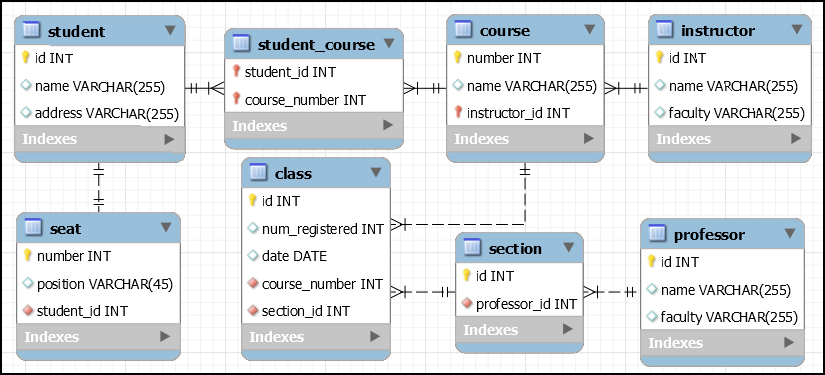 student
id INT
name VARCHAR(255)
address VARCHAR(255)
Indexes
student_course
student_id INT
course_number INT
Indexes
course
number INT
name VARCHAR(255)
instructor_id INT
Indexes
instructor
id INT
name VARCHAR(255)
faculty VARCHAR(255)
Indexes
seat
number INT
position VARCHAR(45)
student_id INT
Indexes
class
id INT
num_registered INT
date DATE
course_number INT
section_id INT
Indexes
section
id INT
professor_id INT
Indexes
professor
id INT
name VARCHAR(255)
faculty VARCHAR(255)
Indexes